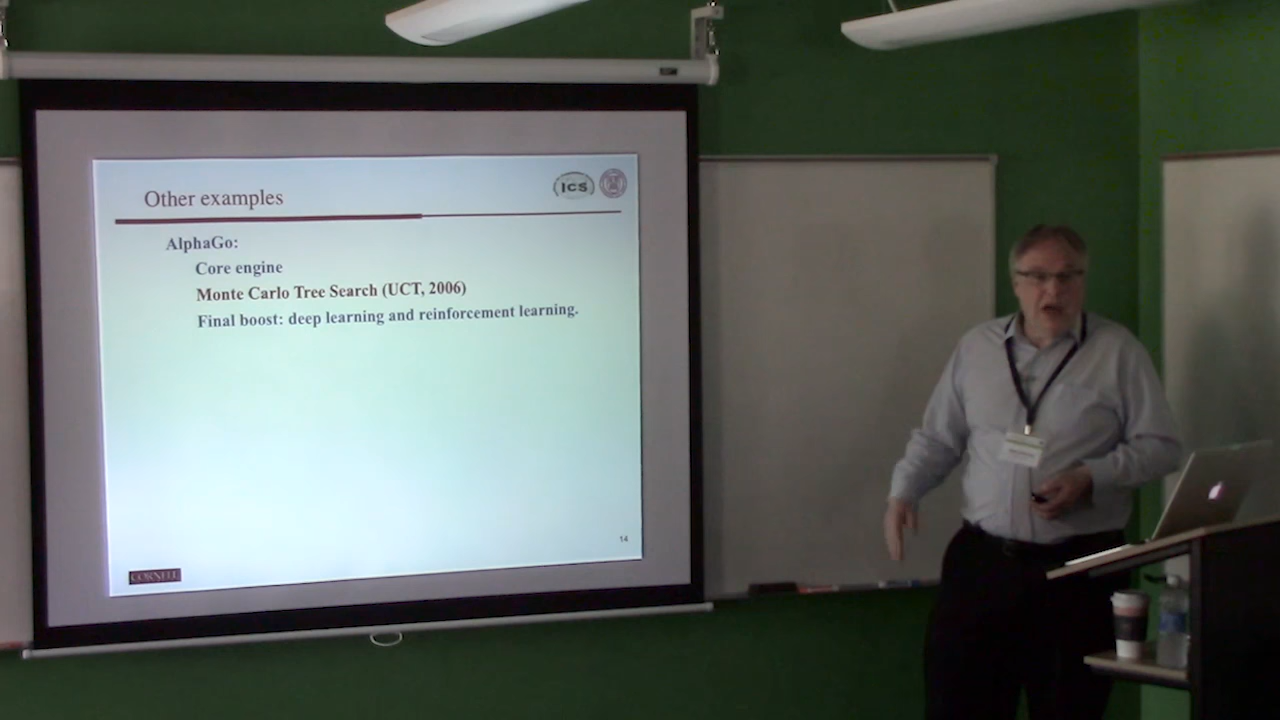 Other examples
ICS
AlphaGo:
Core engine
Monte Carlo Tree Search (UCT, 2006)
Final boost: deep learning and reinforcement learning.
14
CORNELL